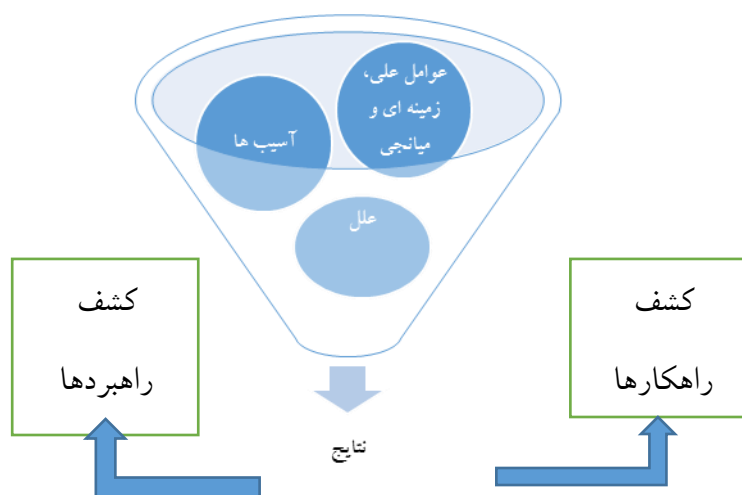 عوامل علی،
زمینه ای و
میانجی
آسیب ها
علل
کشف
راهکارها
کشف
راهبردها
نتایج